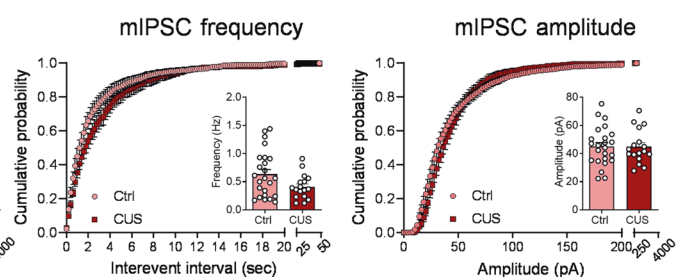 mIPSC frequency
Cumulative probability
1.0
0.8
0.6
0.4
0.2
0.0
0 2 4 6 8 10 12 14 16 18 20 25 50
Interevent interval (sec)
Ctrl
CUS
Frequency (Hz)
2.0
1.5
1.0
0.5
0.0
Ctrl CUS
mIPSC amplitude
Cumulative probability
1.0
0.8
0.6
0.4
0.2
0.0
0 50 100 150 200 250 4000
Amplitude (pA)
Ctrl
CUS
Amplitude (pA)
80
60
40
20
0
Ctrl CUS